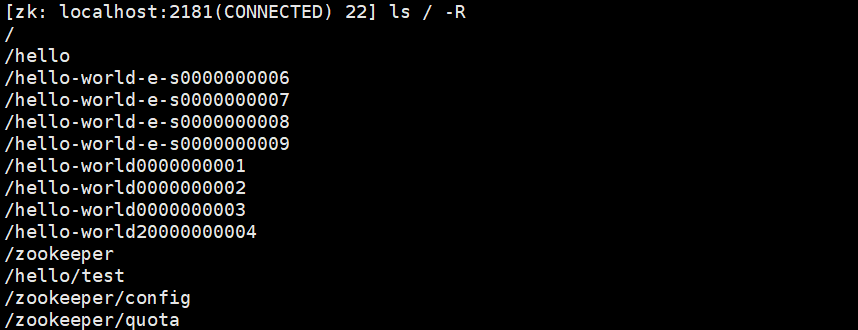 [zk: localhost:2181(CONNECTED) 22] ls / -R
/
/hello
/hello-world-e-s0000000006
/hello-world-e-s0000000007
/hello-world-e-s0000000008
/hello-world-e-s0000000009
/hello-world0000000001
/hello-world0000000002
/hello-world0000000003
/hello-world20000000004
/zookeeper
/hello/test
/zookeeper/config
/zookeeper/quota